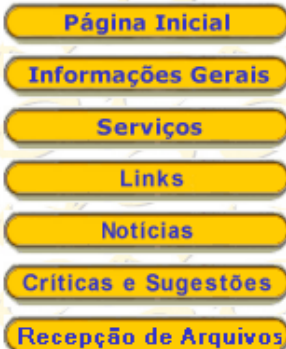 Página Inicial
Informações Gerais
Serviços
Links
Notícias
Críticas e Sugestões
Recepção de Arquivos